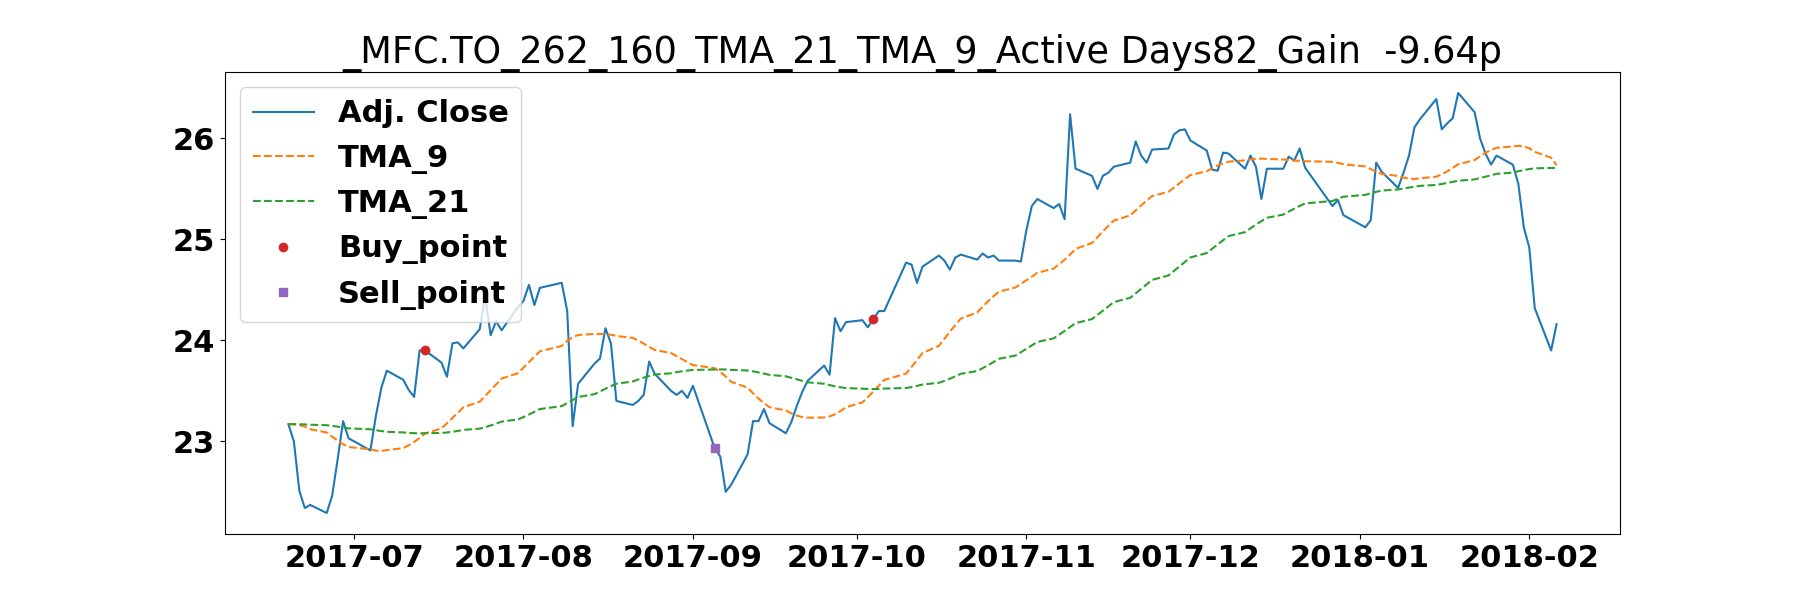 _MFC.TO_262_160_TMA_21_TMA_9_Active Days82_Gain  -9.64p
Adj. Close
TMA_9
TMA_21
Buy_point
Sell_point
26
25
24
23
2017-07 2017-08 2017-09 2017-10 2017-11 2017-12 2018-01 2018-02